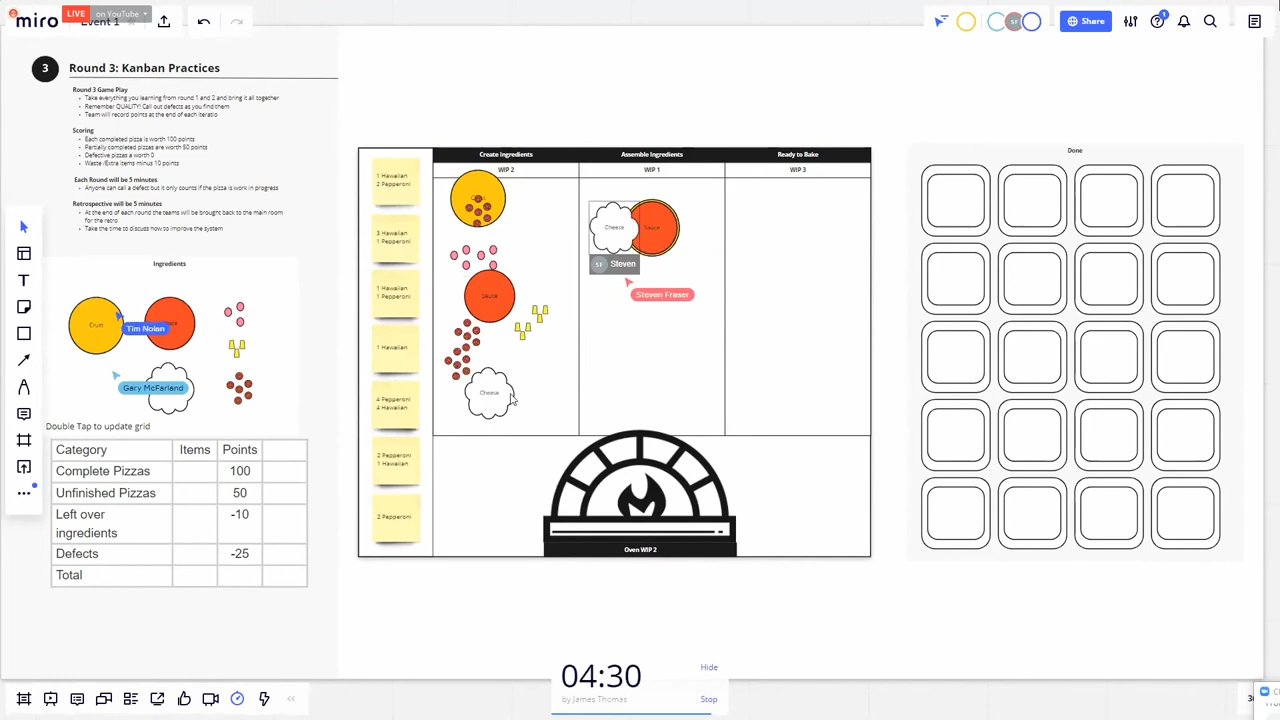 LIVE on YouTube
miro
Event 1
SF
Share
1
3
Round 3: Kanban Practices
Round 3 Game Play
Take everything you learning from round 1 and 2 and bring it all together
Remember QUALITY! Call out defects as you find them
Team will record points at the end of each iteratio
Scoring
Each completed pizza is worth 100 points
Partially completed pizzas are worth 50 points
Defective pizzas a worth 0
Waste /Extra items minus 10 points
Each Round will be 5 minutes
Anyone can call a defect but it only counts if the pizza is work in progress
Retrospective will be 5 minutes
At the end of each round the teams will be brought back to the main room
for the retro
Take the time to discuss how to improve the system
Ingredients
Crust
Tim Nolan
Gary McFarland
Double Tap to update grid
Category Items Points
Complete Pizzas 100
Unfinished Pizzas 50
Left over
ingredients -10
Defects -25
Total
Create Ingredients Assemble Ingredients Ready to Bake
WIP 2 WIP 1 WIP 3
1 Hawaiian
2 Pepperoni
3 Hawaiian
1 Pepperoni
1 Hawaiian
1 Pepperoni
1 Hawaiian
4 Pepperoni
4 Hawaiian
2 Pepperoni
1 Hawaiian
2 Pepperoni
Sauce
Cheese
Cheese
Sauce
SF Steven
Steven Fraser
Oven WIP 2
Done
04:30
by James Thomas
Hide
Stop